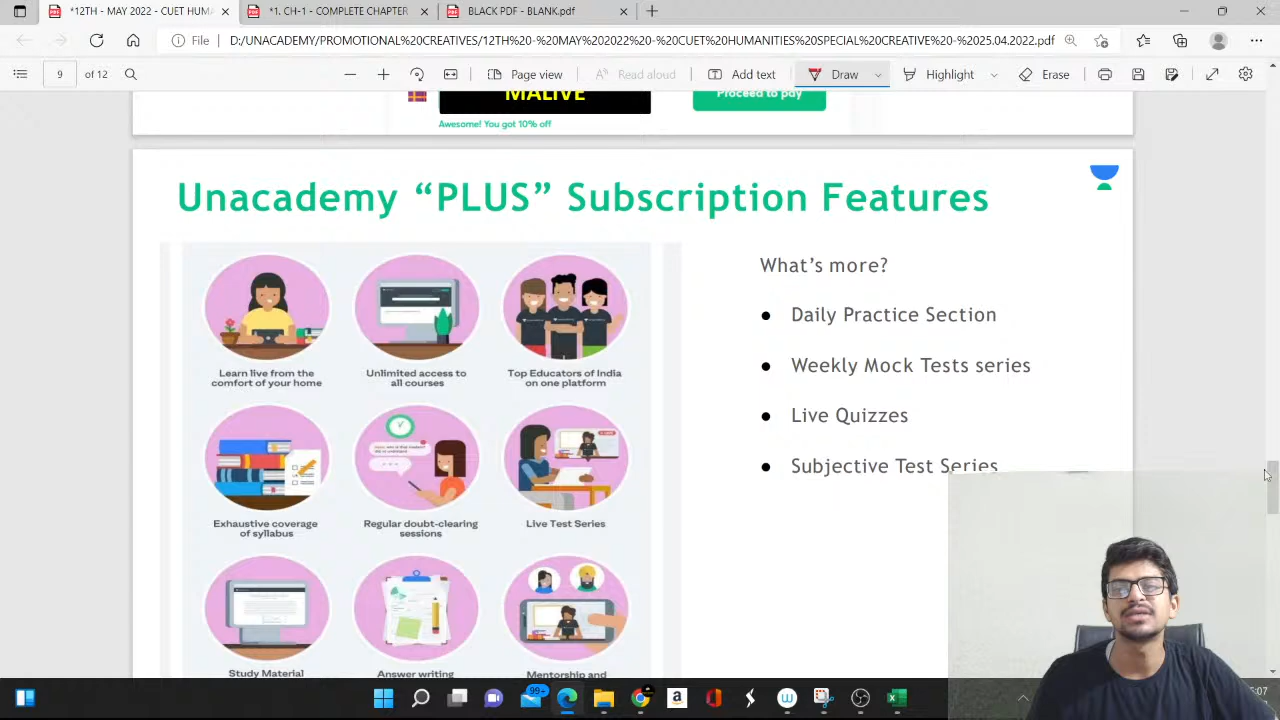 *12TH - MAY 2022 - CUET HUM
*1. CH-1 - COMPLETE CHAPTER
BLACK PDF - BLANK.pdf
File
D:/UNACADEMY/PROMOTIONAL%20CREATIVES/12TH%20-%20MAY%202022%20-%20CUET%20HUMANITIES%20SPECIAL%20CREATIVE%20-%2025.04.2022.pdf
9 of 12
Page view
Read aloud
Add text
Draw
Highlight
Erase
MALIVE
Proceed to pay
Awesome! You got 10% off
Unacademy “PLUS” Subscription Features
Learn live from the
comfort of your home
Unlimited access to
all courses
Top Educators of India
on one platform
Exhaustive coverage
of syllabus
Regular doubt-clearing
sessions
Live Test Series
Study Material
Answer writing
Mentorship and
What’s more?
● Daily Practice Section
● Weekly Mock Tests series
● Live Quizzes
● Subjective Test Series
99+